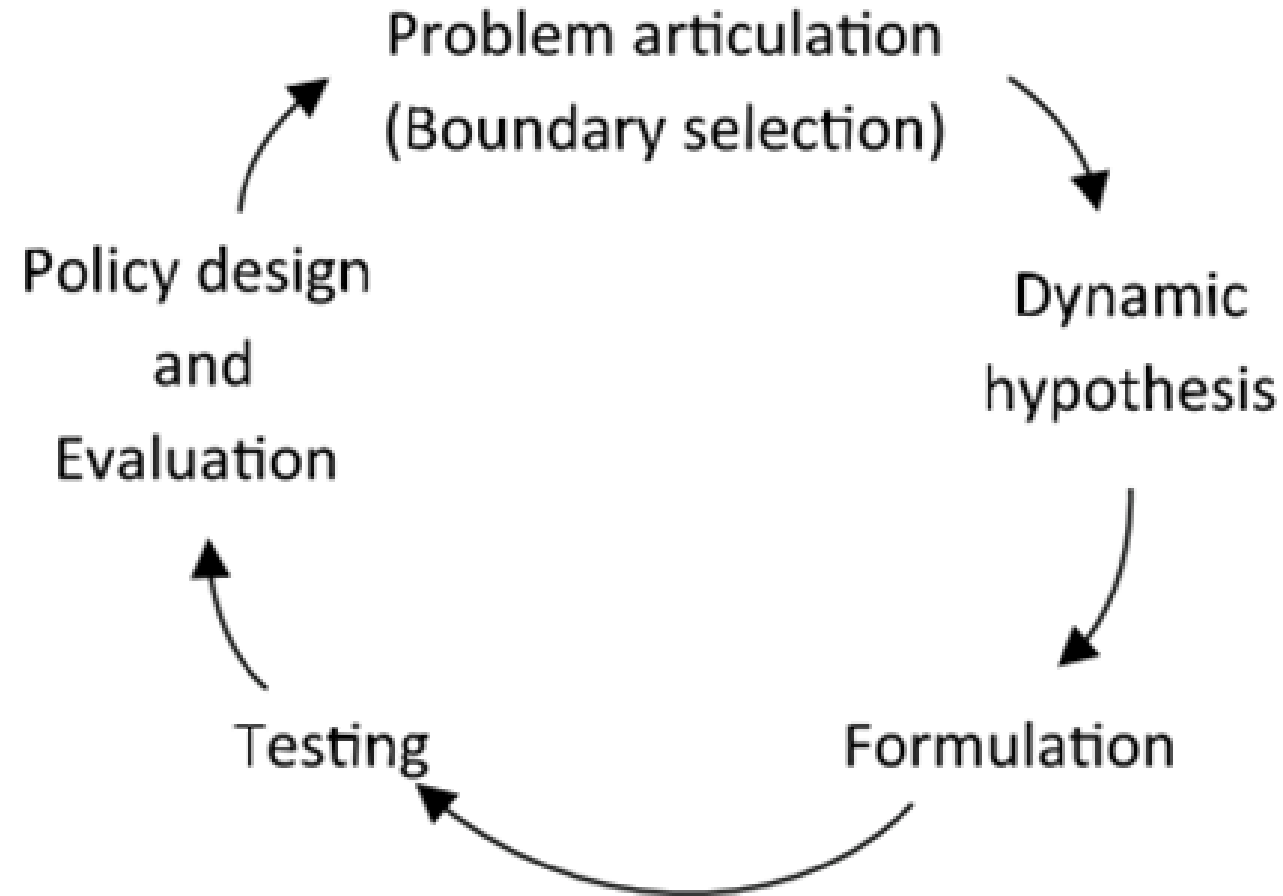 Problem articulation
(Boundary selection)
Dynamic
hypothesis
Formulation
Testing
Policy design
and
Evaluation